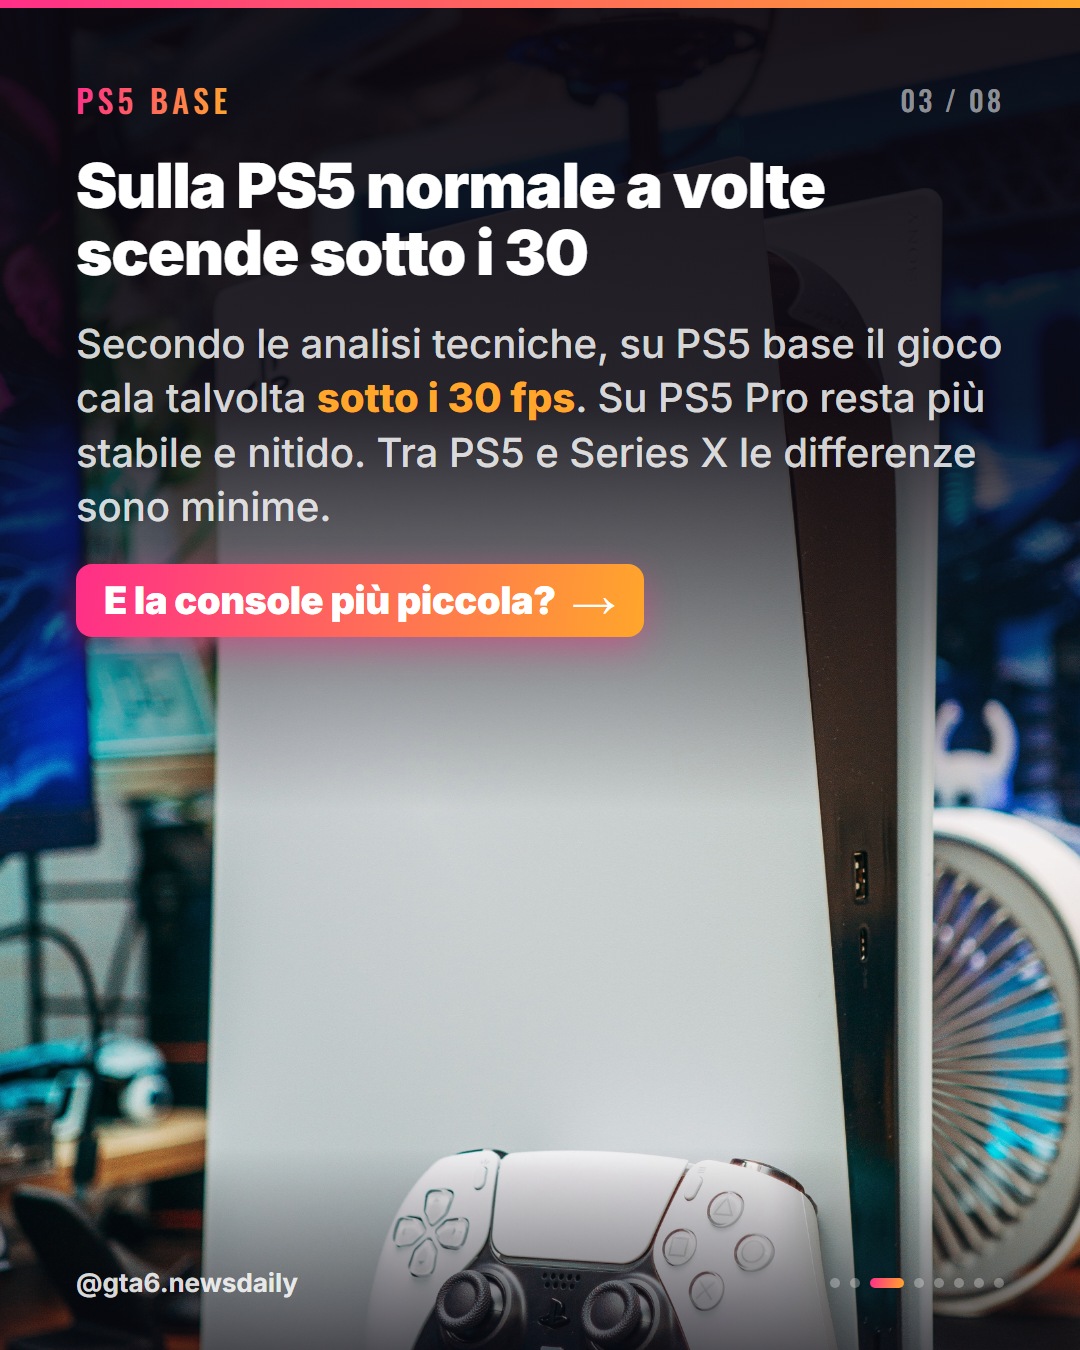 PS5 BASE
03 / 08
Sulla PS5 normale a volte
scende sotto i 30
Secondo le analisi tecniche, su PS5 base il gioco
cala talvolta sotto i 30 fps. Su PS5 Pro resta più
stabile e nitido. Tra PS5 e Series X le differenze
sono minime.
E la console più piccola? →
@gta6.newsdaily